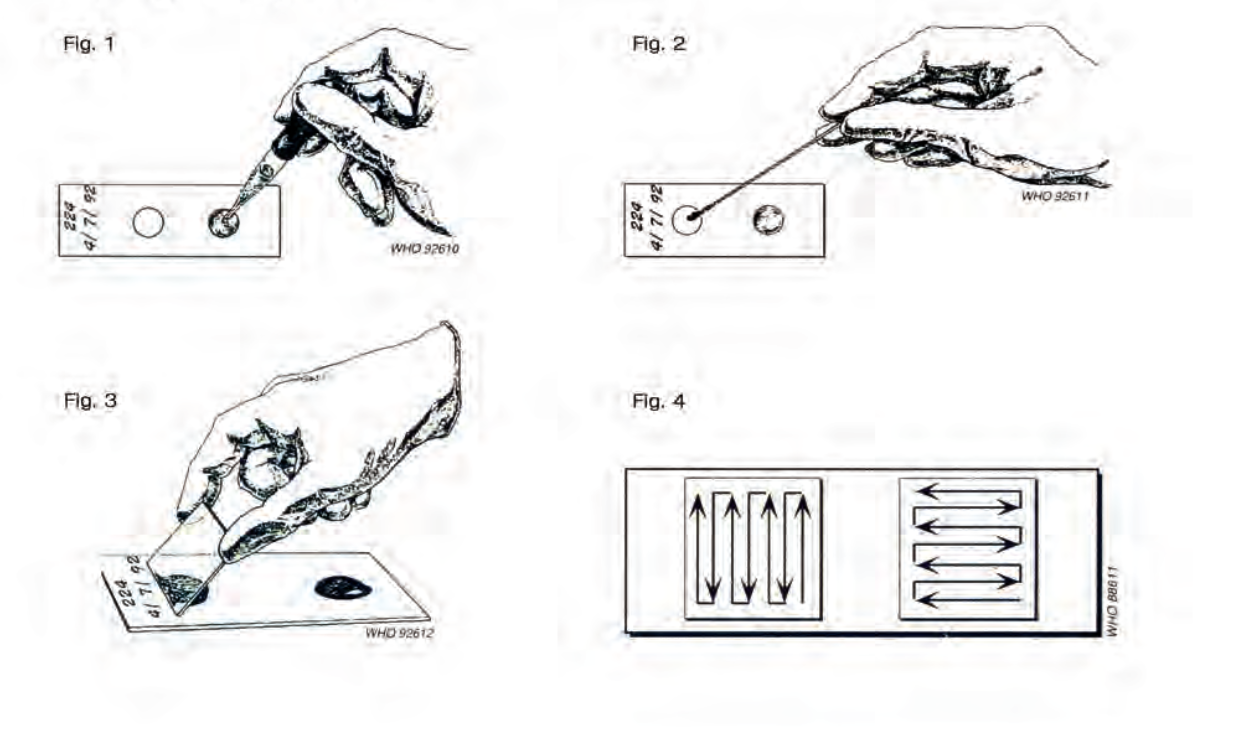 Fig. 1
224
4/ 7/ 92
WHO 92610
Fig. 2
224
4/ 7/ 92
WHO 92611
Fig. 3
224
4/ 7/ 92
WHO 92612
Fig. 4
WHO 88611